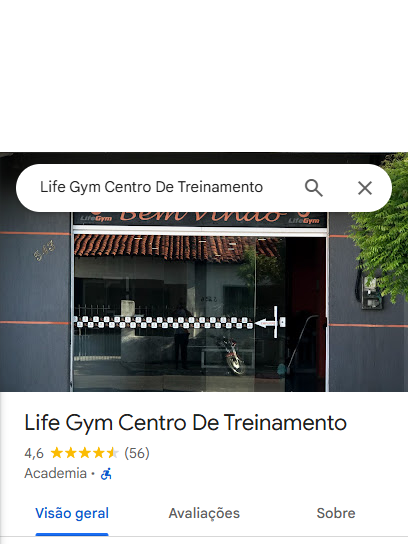 Life Gym Centro De Treinamento
Bem Vindo
LifeGym
LifeGym
Life Gym Centro De Treinamento
4,6 (56)
Academia ·
Visão geral
Avaliações
Sobre